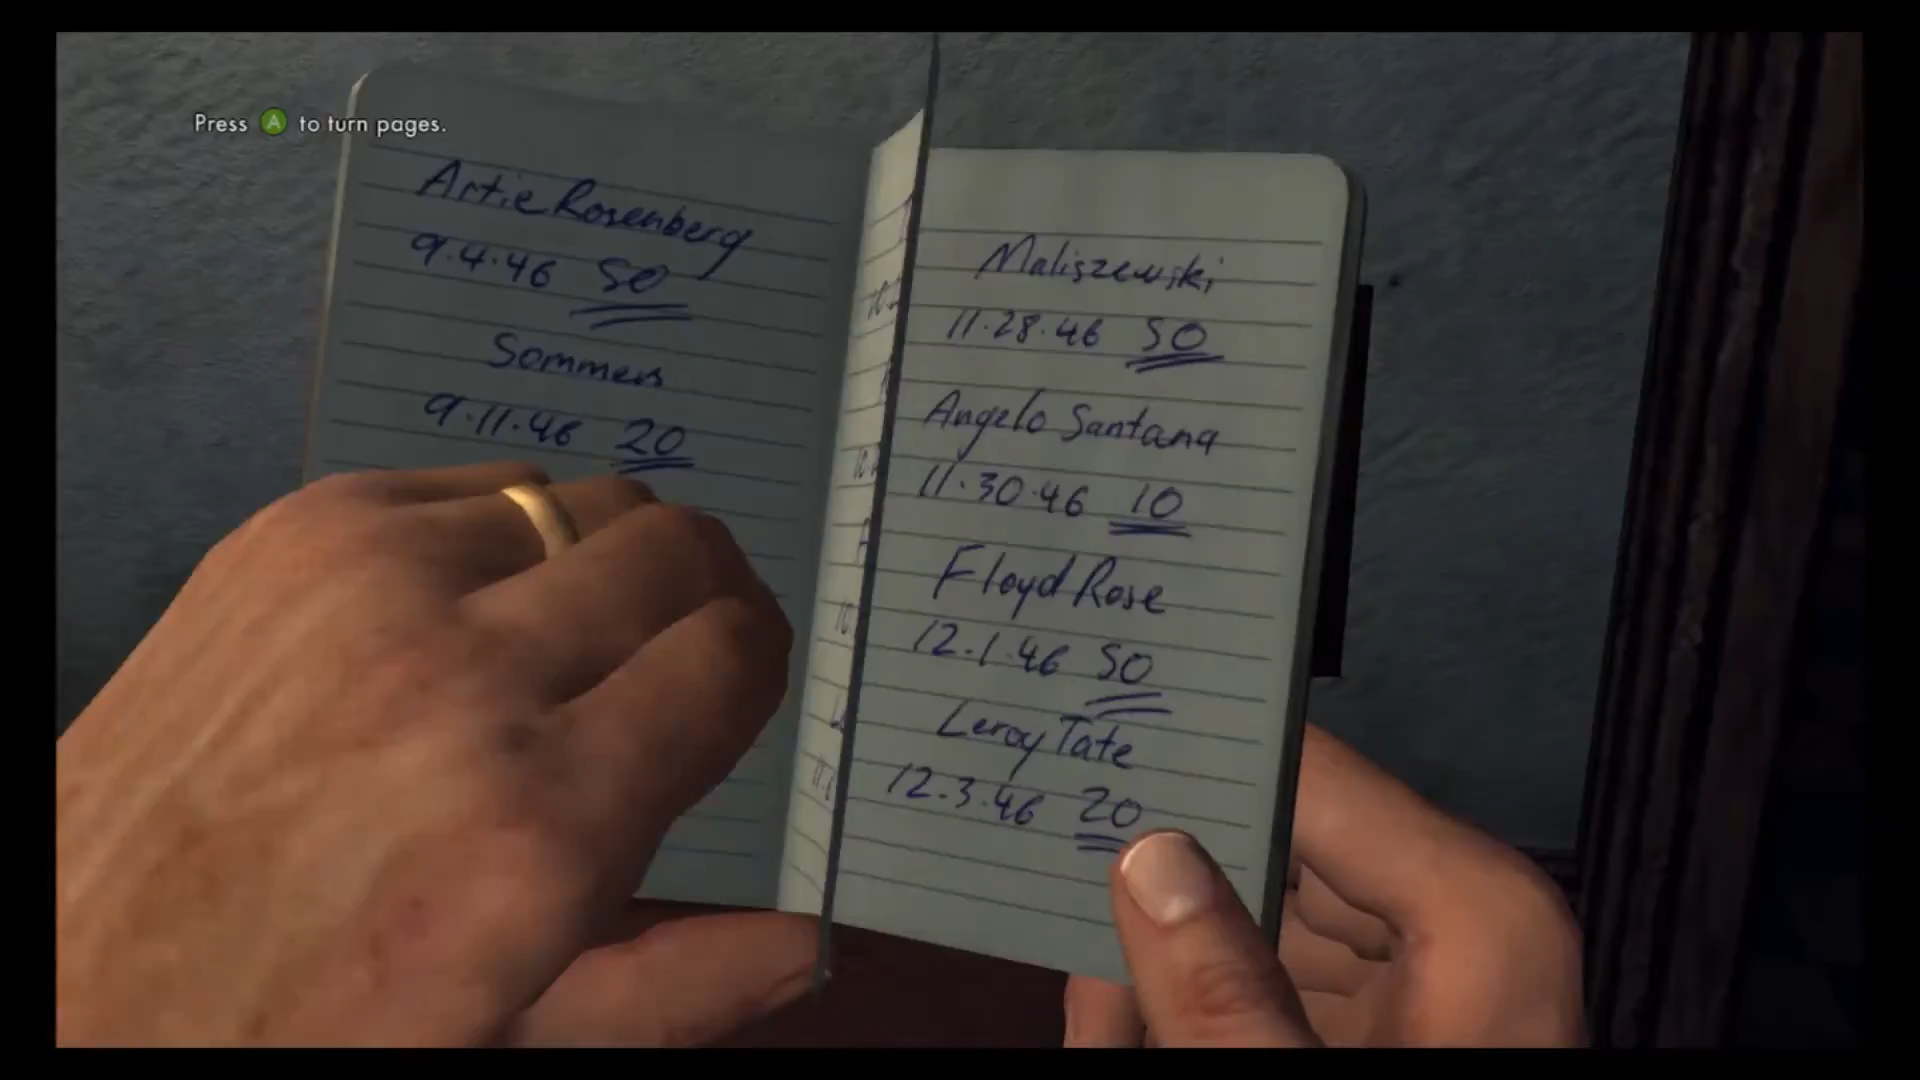 Press A to turn pages.
Artie Rosenberg
9.4.46 50
Sommers
9.11.46 20
Maliszewski
11.28.46 50
Angelo Santana
11.30.46 10
Floyd Rose
12.1.46 50
Leroy Tate
12.3.46 20